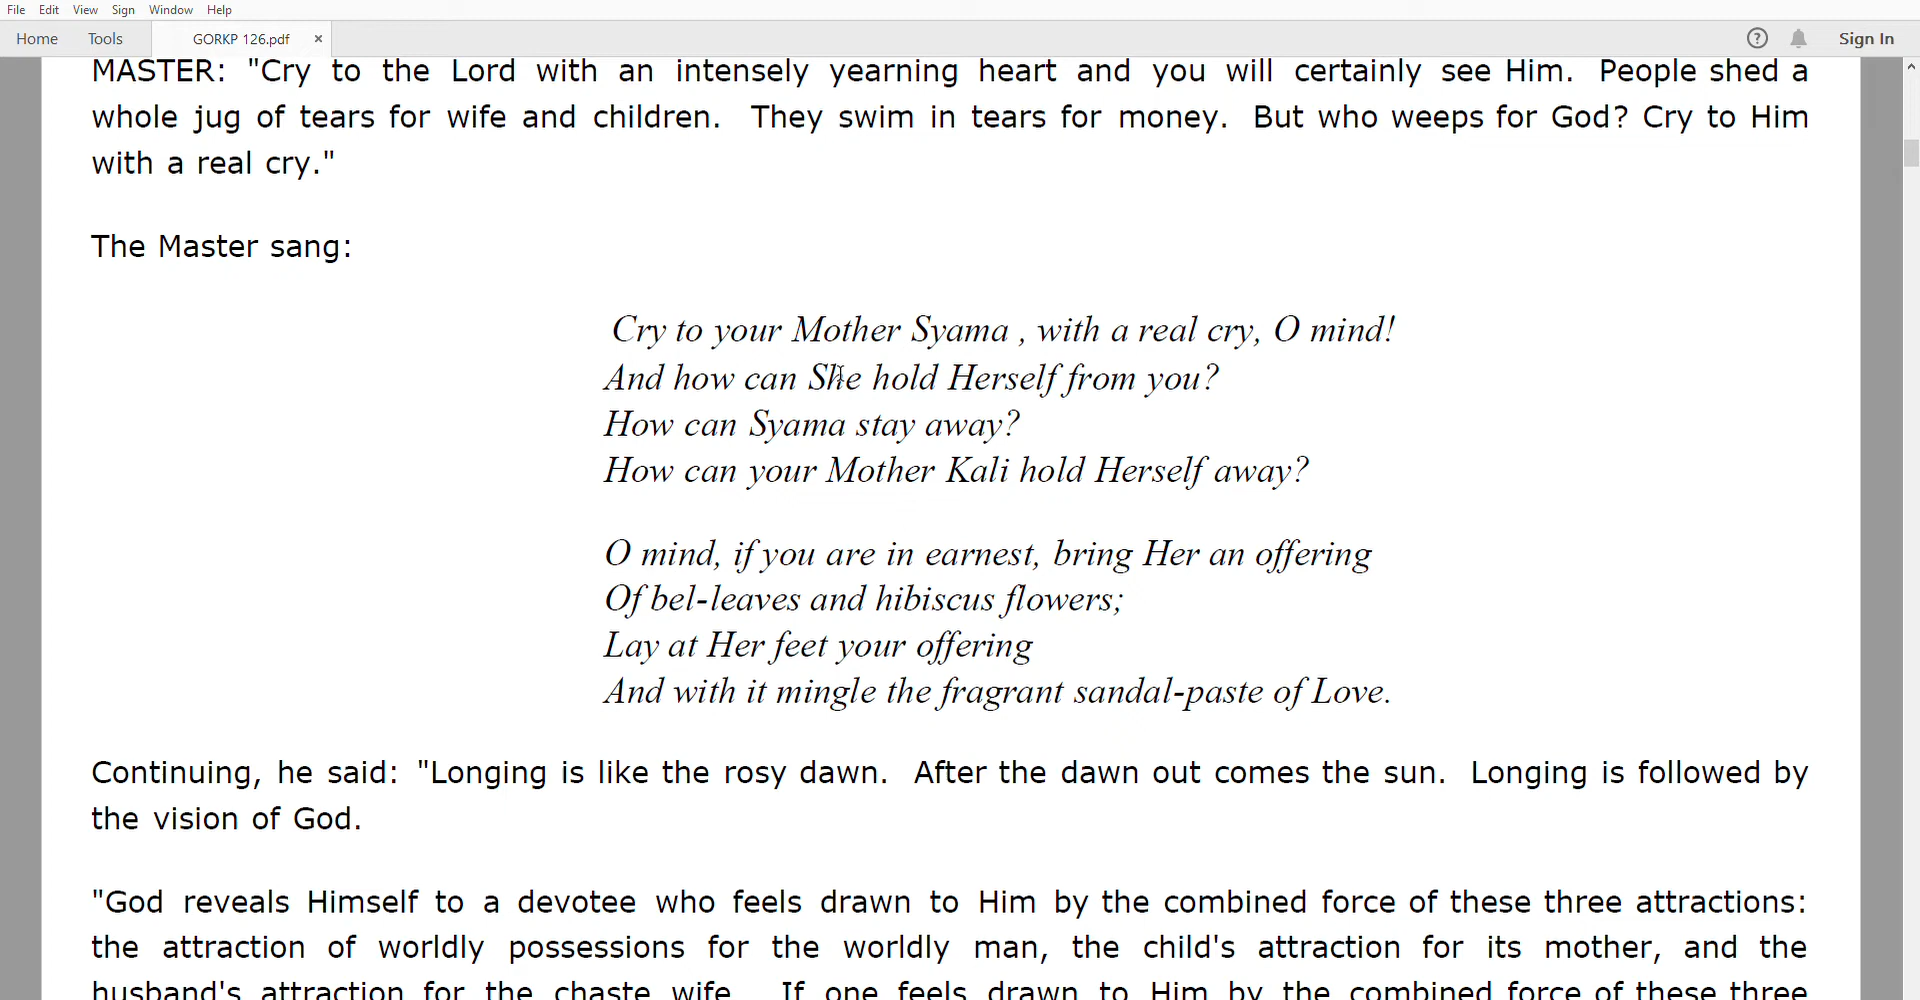 File Edit View Sign Window Help
Home Tools GORKP 126.pdf × ? Sign In
MASTER: "Cry to the Lord with an intensely yearning heart and you will certainly see Him. People shed a
whole jug of tears for wife and children. They swim in tears for money. But who weeps for God? Cry to Him
with a real cry."
The Master sang:
Cry to your Mother Syama , with a real cry, O mind!
And how can She hold Herself from you?
How can Syama stay away?
How can your Mother Kali hold Herself away?
O mind, if you are in earnest, bring Her an offering
Of bel-leaves and hibiscus flowers;
Lay at Her feet your offering
And with it mingle the fragrant sandal-paste of Love.
Continuing, he said: "Longing is like the rosy dawn. After the dawn out comes the sun. Longing is followed by
the vision of God.
"God reveals Himself to a devotee who feels drawn to Him by the combined force of these three attractions:
the attraction of worldly possessions for the worldly man, the child's attraction for its mother, and the
husband's attraction for the chaste wife. If one feels drawn to Him by the combined force of these three